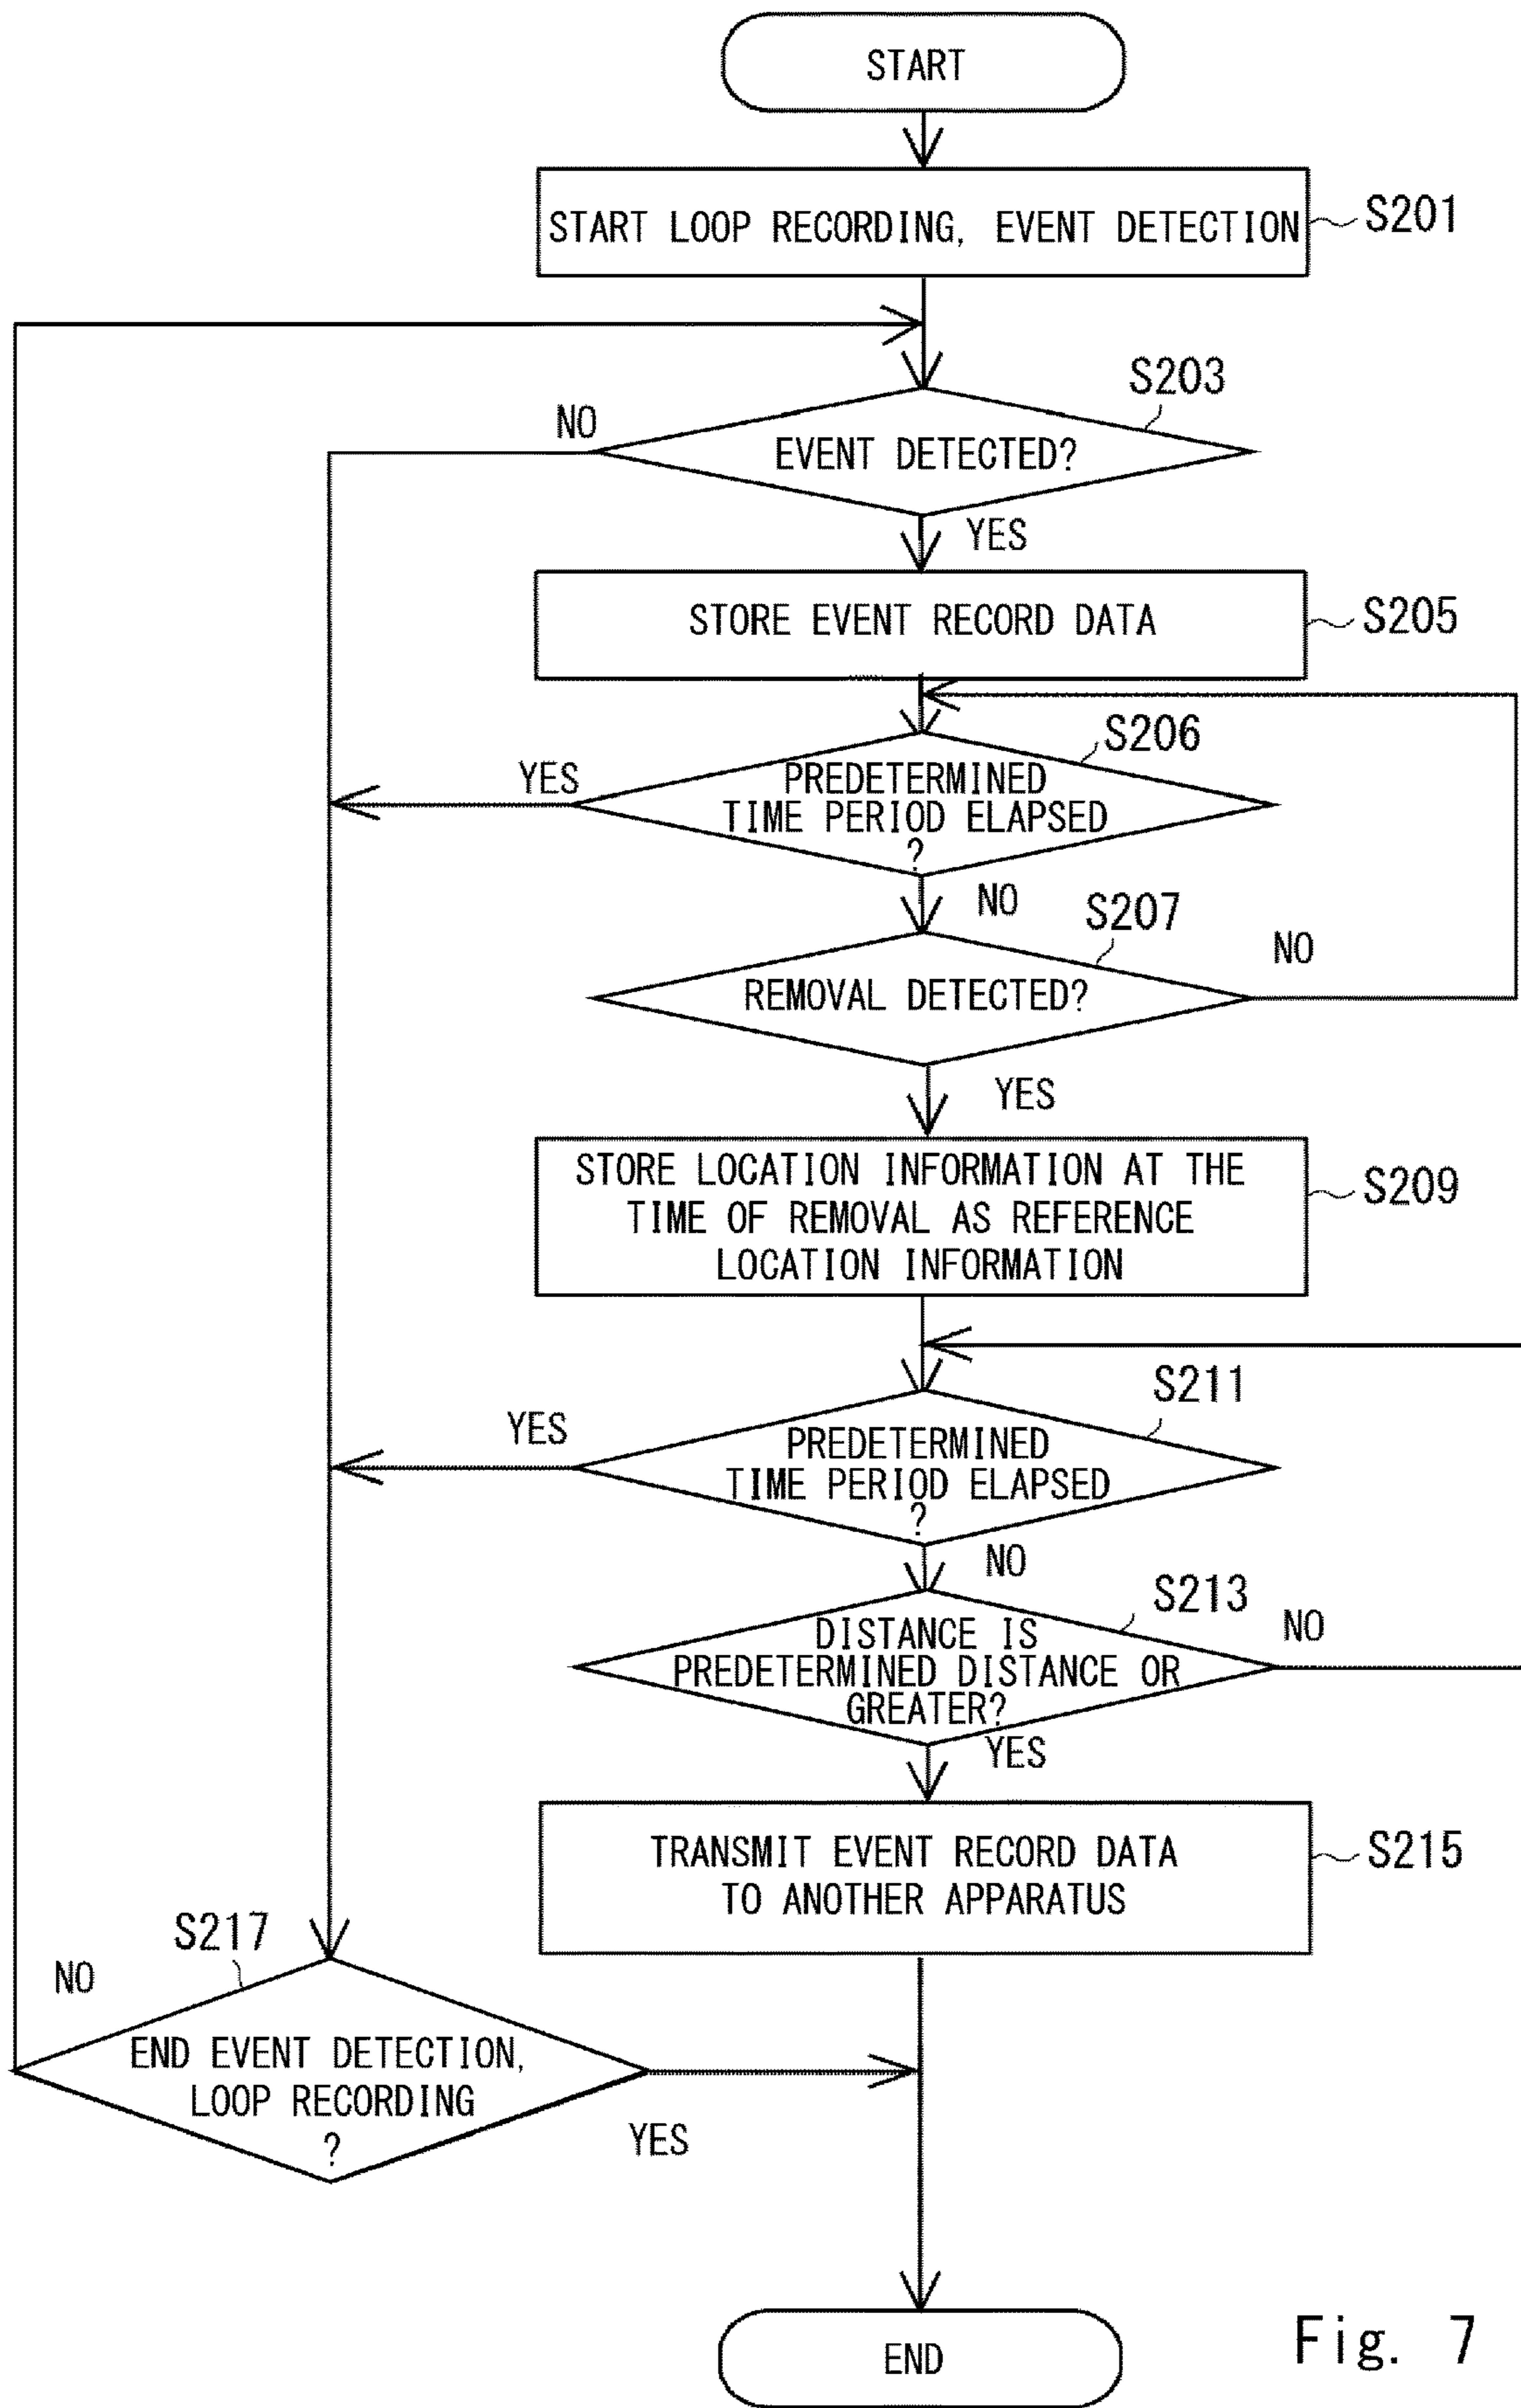 START
START LOOP RECORDING, EVENT DETECTION
S201
S203
NO
EVENT DETECTED?
YES
STORE EVENT RECORD DATA
S205
S206
YES
PREDETERMINED
TIME PERIOD ELAPSED
?
NO
S207
NO
REMOVAL DETECTED?
YES
STORE LOCATION INFORMATION AT THE
TIME OF REMOVAL AS REFERENCE
LOCATION INFORMATION
S209
S211
YES
PREDETERMINED
TIME PERIOD ELAPSED
?
NO
S213
NO
DISTANCE IS
PREDETERMINED DISTANCE OR
GREATER?
YES
TRANSMIT EVENT RECORD DATA
TO ANOTHER APPARATUS
S215
S217
NO
END EVENT DETECTION,
LOOP RECORDING
?
YES
END
Fig. 7